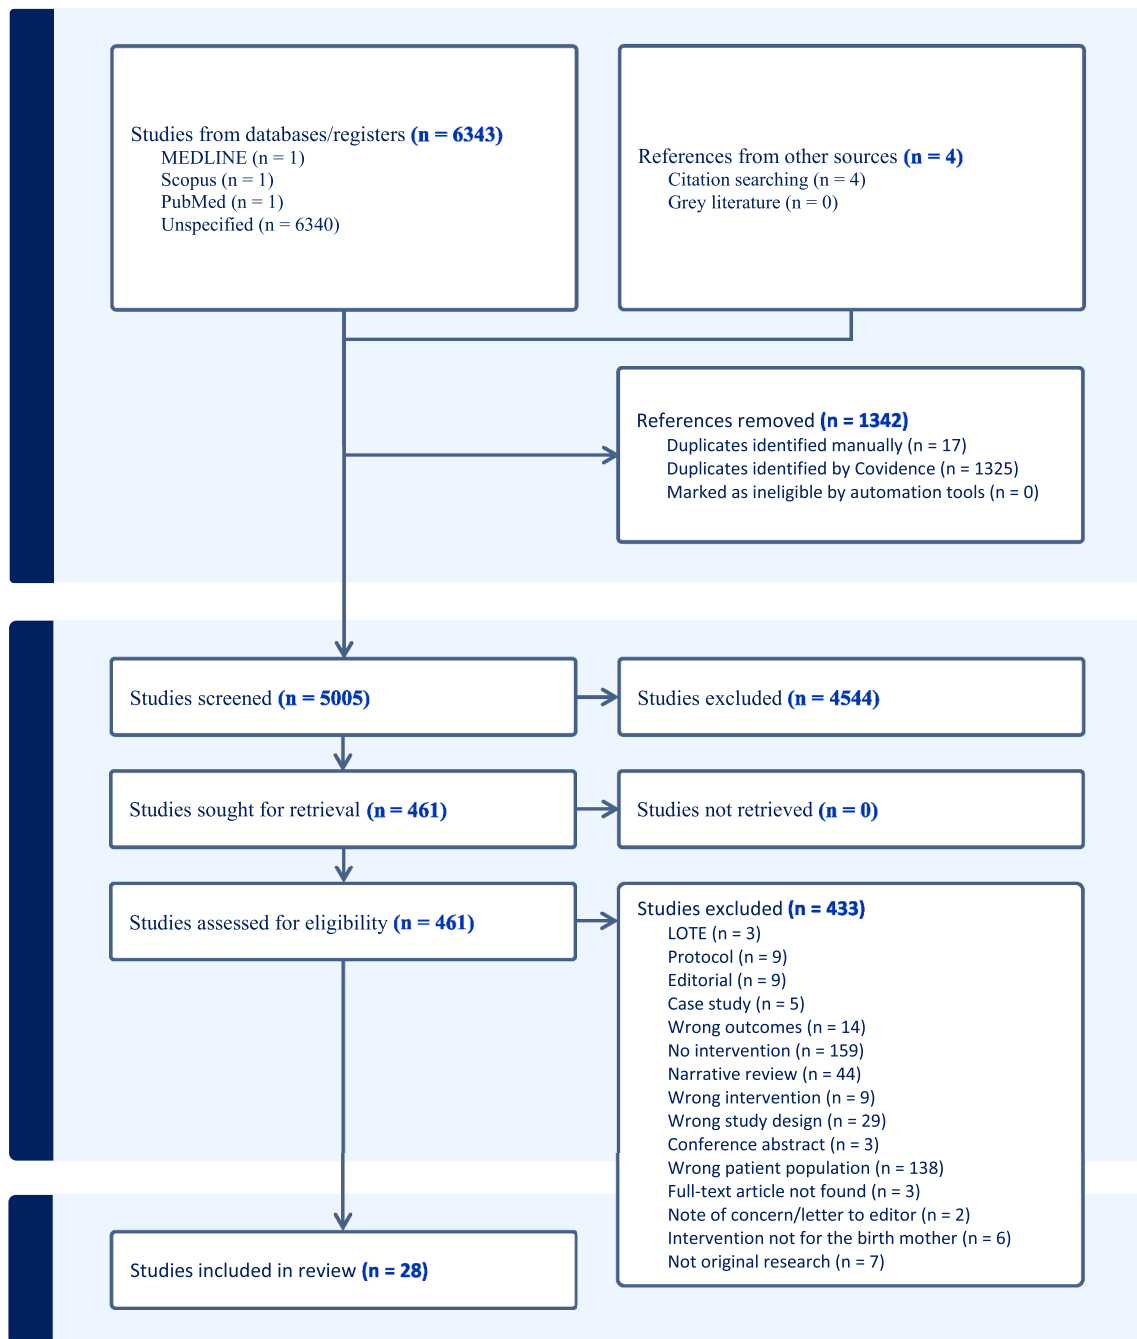 Studies from databases/registers (n = 6343)
MEDLINE (n = 1)
Scopus (n = 1)
PubMed (n = 1)
Unspecified (n = 6340)
References from other sources (n = 4)
Citation searching (n = 4)
Grey literature (n = 0)
References removed (n = 1342)
Duplicates identified manually (n = 17)
Duplicates identified by Covidence (n = 1325)
Marked as ineligible by automation tools (n = 0)
Studies screened (n = 5005)
Studies excluded (n = 4544)
Studies sought for retrieval (n = 461)
Studies not retrieved (n = 0)
Studies assessed for eligibility (n = 461)
Studies excluded (n = 433)
LOTE (n = 3)
Protocol (n = 9)
Editorial (n = 9)
Case study (n = 5)
Wrong outcomes (n = 14)
No intervention (n = 159)
Narrative review (n = 44)
Wrong intervention (n = 9)
Wrong study design (n = 29)
Conference abstract (n = 3)
Wrong patient population (n = 138)
Full-text article not found (n = 3)
Note of concern/letter to editor (n = 2)
Intervention not for the birth mother (n = 6)
Not original research (n = 7)
Studies included in review (n = 28)